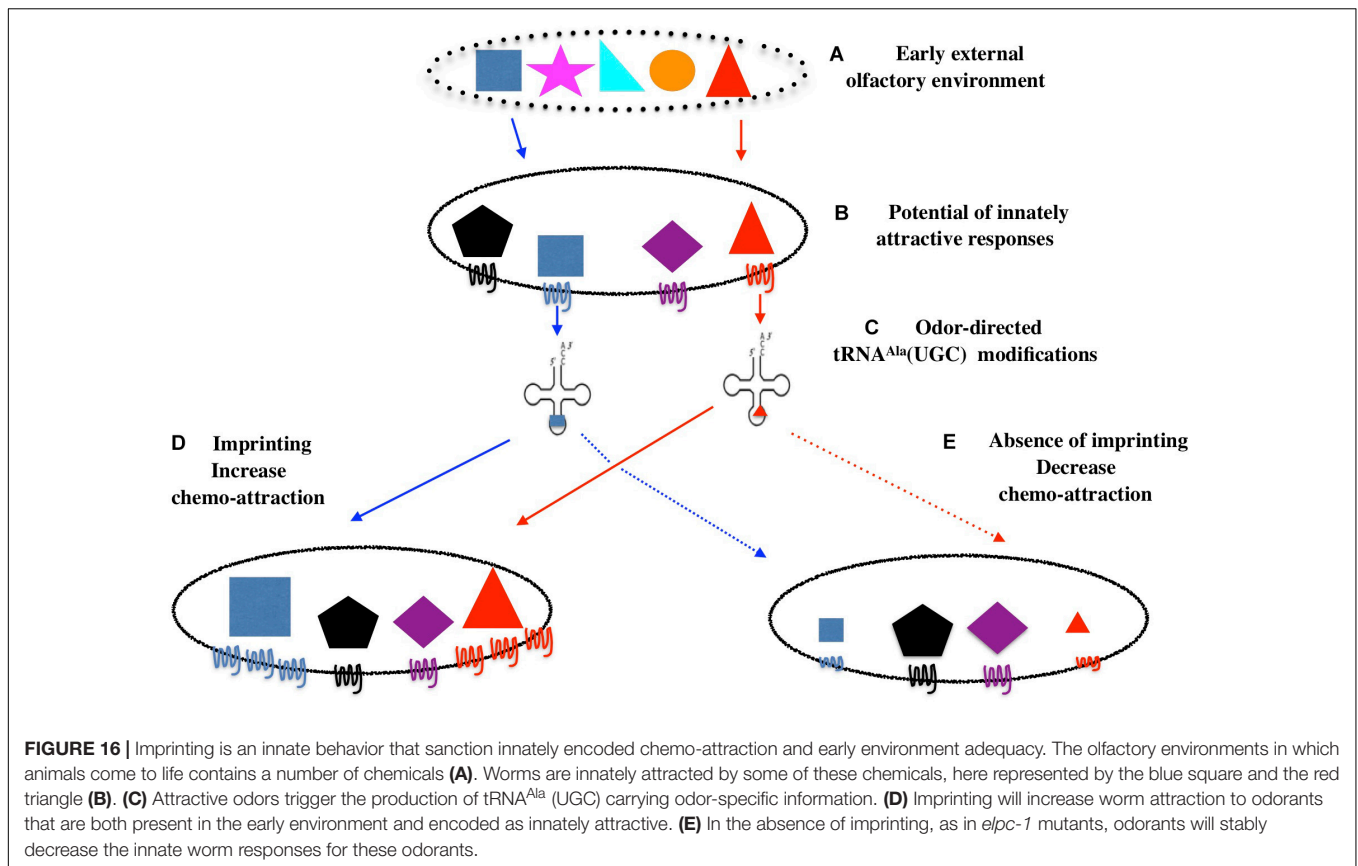 A Early external
olfactory environment
B Potential of innately
attractive responses
C Odor-directed
tRNAAla(UGC) modifications
3'
A
C
C
5'
3'
A
C
C
5'
D Imprinting
Increase
chemo-attraction
E Absence of imprinting
Decrease
chemo-attraction
FIGURE 16 | Imprinting is an innate behavior that sanction innately encoded chemo-attraction and early environment adequacy. The olfactory environments in which
animals come to life contains a number of chemicals (A). Worms are innately attracted by some of these chemicals, here represented by the blue square and the red
triangle (B). (C) Attractive odors trigger the production of tRNAAla (UGC) carrying odor-specific information. (D) Imprinting will increase worm attraction to odorants
that are both present in the early environment and encoded as innately attractive. (E) In the absence of imprinting, as in elpc-1 mutants, odorants will stably
decrease the innate worm responses for these odorants.